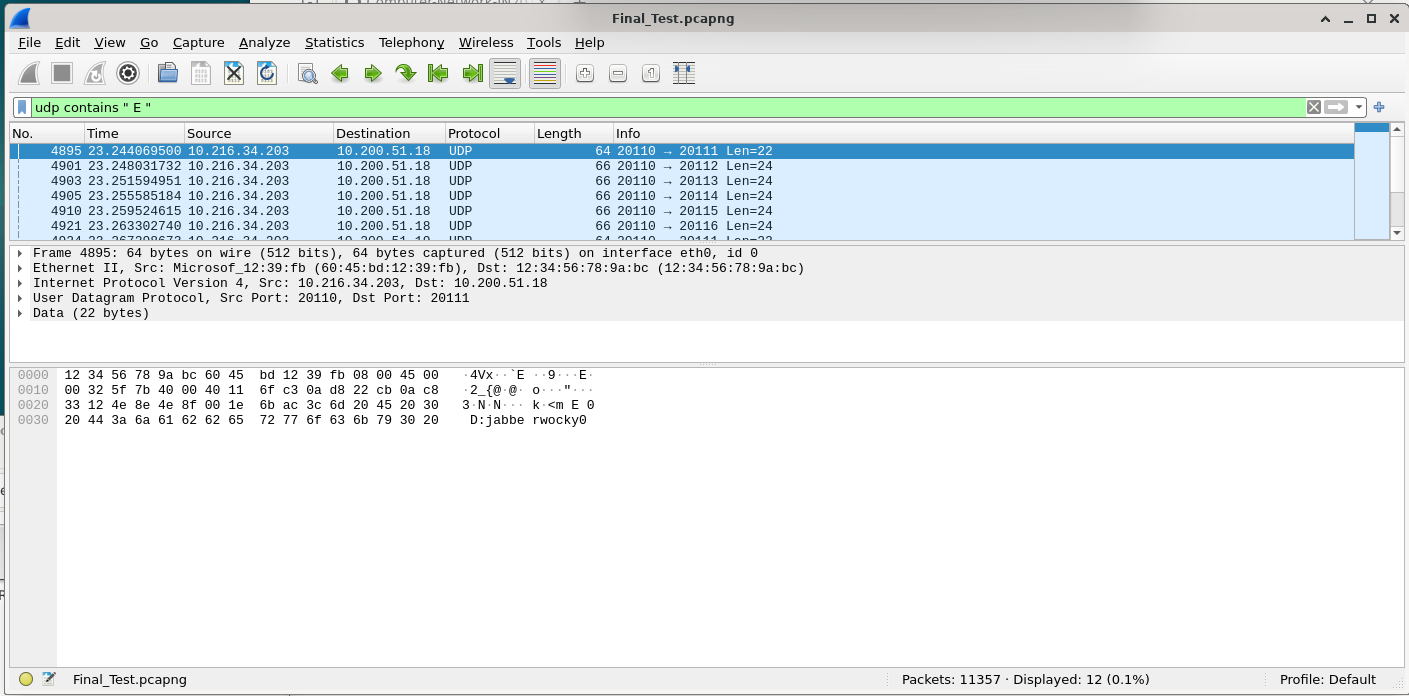 Final_Test.pcapng
File Edit View Go Capture Analyze Statistics Telephony Wireless Tools Help
udp contains " E "
No. Time Source Destination Protocol Length Info
4895 23.244069500 10.216.34.203 10.200.51.18 UDP 64 20110 → 20111 Len=22
4901 23.248031732 10.216.34.203 10.200.51.18 UDP 66 20110 → 20112 Len=24
4903 23.251594951 10.216.34.203 10.200.51.18 UDP 66 20110 → 20113 Len=24
4905 23.255585184 10.216.34.203 10.200.51.18 UDP 66 20110 → 20114 Len=24
4910 23.259524615 10.216.34.203 10.200.51.18 UDP 66 20110 → 20115 Len=24
4921 23.263302740 10.216.34.203 10.200.51.18 UDP 66 20110 → 20116 Len=24
Frame 4895: 64 bytes on wire (512 bits), 64 bytes captured (512 bits) on interface eth0, id 0
Ethernet II, Src: Microsof_12:39:fb (60:45:bd:12:39:fb), Dst: 12:34:56:78:9a:bc (12:34:56:78:9a:bc)
Internet Protocol Version 4, Src: 10.216.34.203, Dst: 10.200.51.18
User Datagram Protocol, Src Port: 20110, Dst Port: 20111
Data (22 bytes)
0000 12 34 56 78 9a bc 60 45 bd 12 39 fb 08 00 45 00 ·4Vx··`E ··9···E·
0010 00 32 5f 7b 40 00 40 11 6f c3 0a d8 22 cb 0a c8 ·2_{@·@· o···"···
0020 33 12 4e 8e 4e 8f 00 1e 6b ac 3c 6d 20 45 20 30 3·N·N··· k·<m E 0
0030 20 44 3a 6a 61 62 62 65 72 77 6f 63 6b 79 30 20 D:jabbe rwocky0
Final_Test.pcapng Packets: 11357 · Displayed: 12 (0.1%) Profile: Default